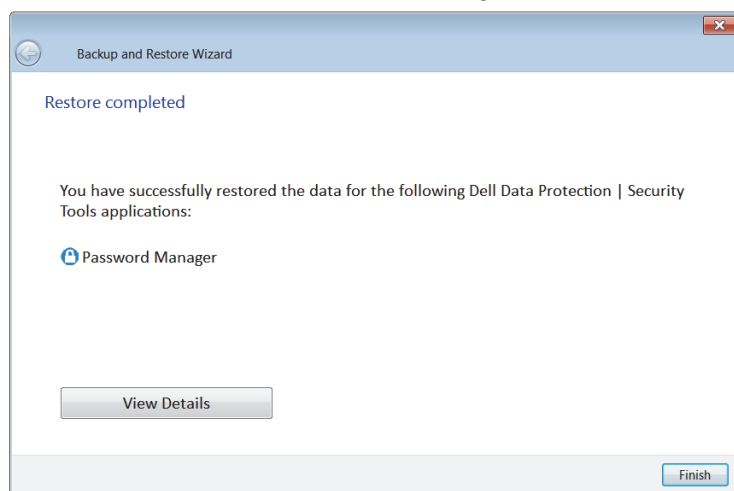 Backup and Restore Wizard
Restore completed
You have successfully restored the data for the following Dell Data Protection | Security
Tools applications:
Password Manager
View Details
Finish